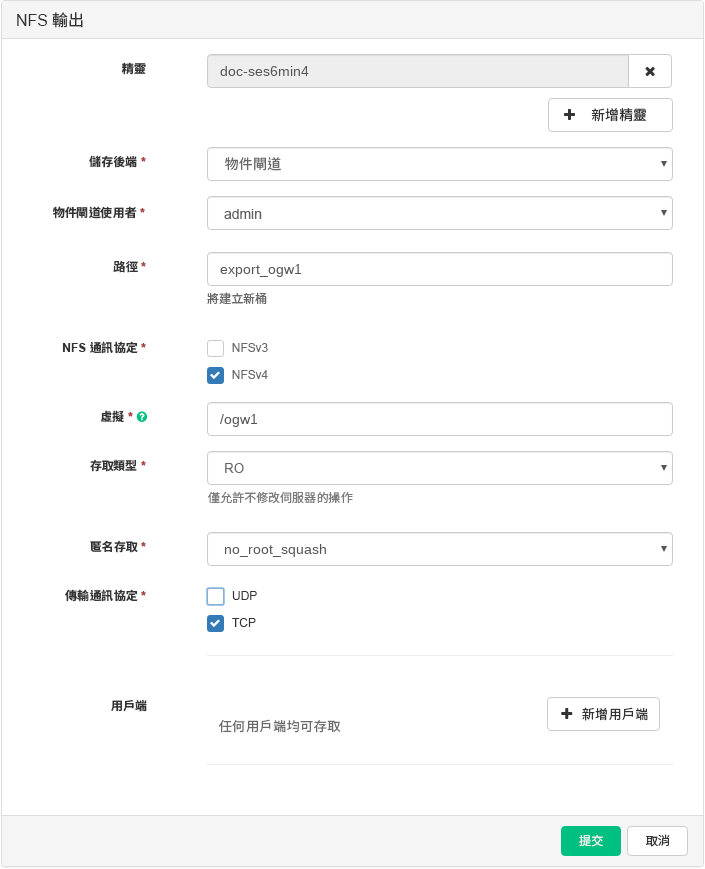 NFS 輸出
精靈
doc-ses6min4
新增精靈
儲存後端 *
物件閘道
物件閘道使用者 *
admin
路徑 *
export_ogw1
將建立新桶
NFS 通訊協定 *
NFSv3
NFSv4
虛擬 *
/ogw1
存取類型 *
RO
僅允許不修改伺服器的操作
匿名存取 *
no_root_squash
傳輸通訊協定 *
UDP
TCP
用戶端
任何用戶端均可存取
新增用戶端
提交
取消